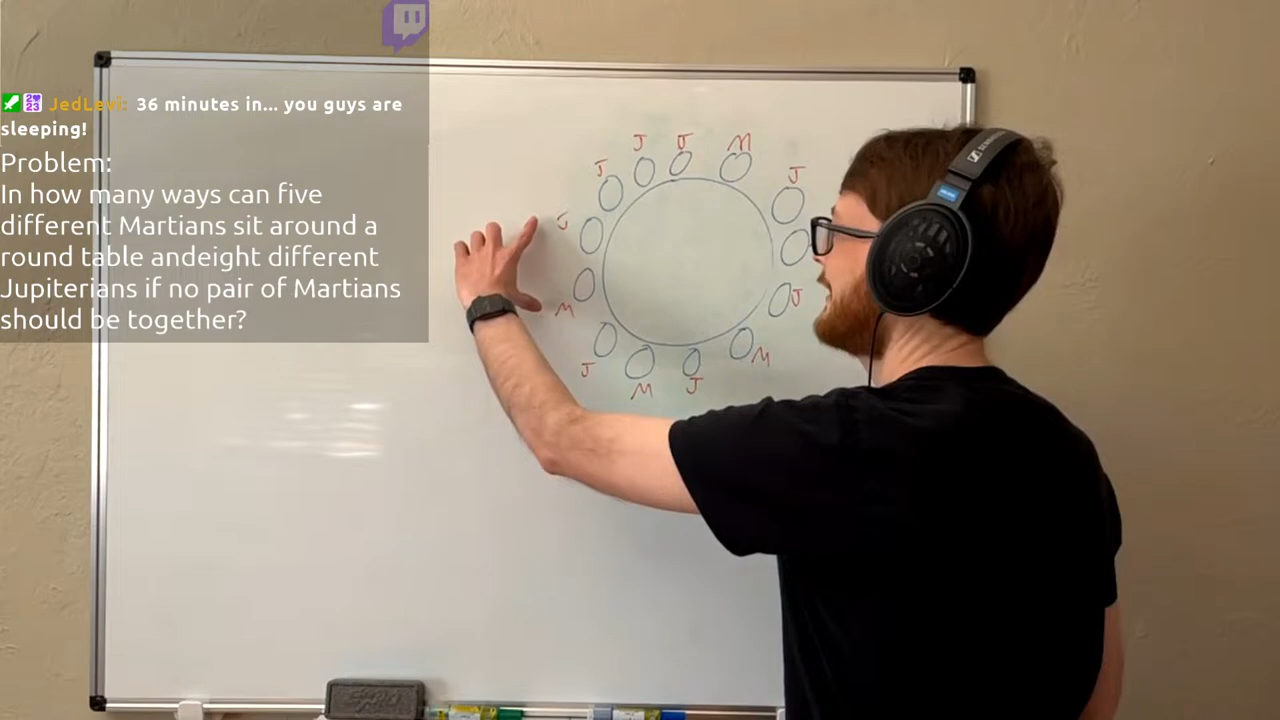 JedLevi: 36 minutes in... you guys are
sleeping!
Problem:
In how many ways can five
different Martians sit around a
round table andeight different
Jupiterians if no pair of Martians
should be together?
J J M
J J
J
M J
J M
M J